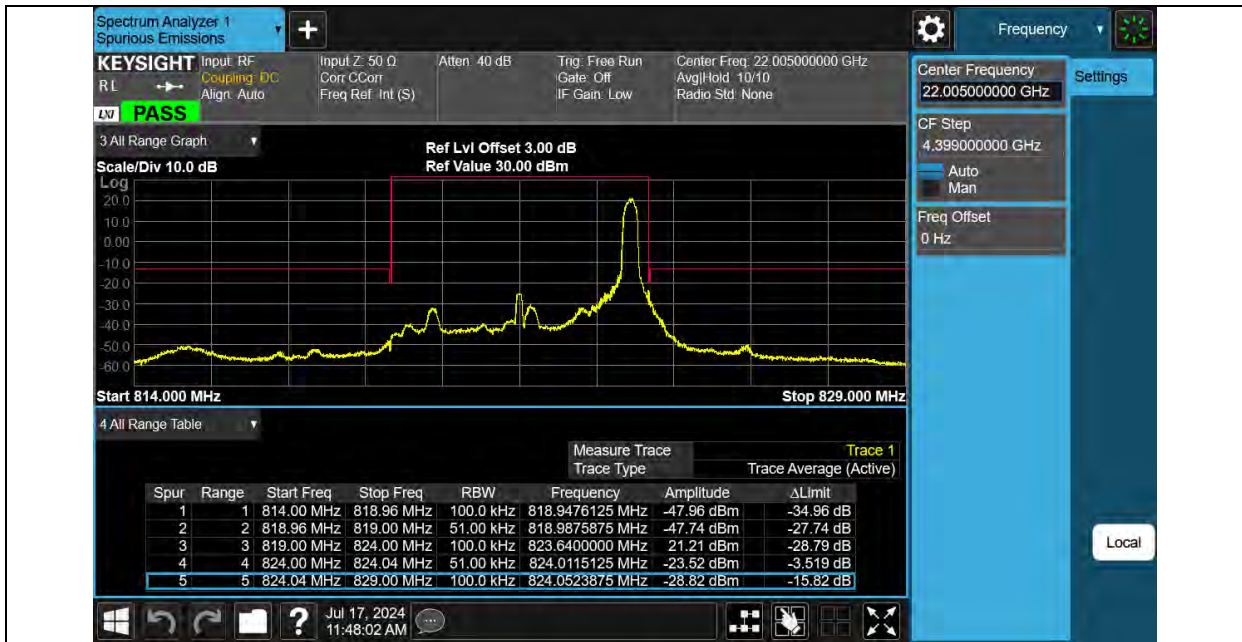 Spectrum Analyzer 1
Spurious Emissions
Frequency
KEYSIGHT
R L
LXI
PASS
Input: RF
Coupling: DC
Align: Auto
Input Z: 50 Ω
Corr CCorr
Freq Ref: Int (S)
Atten: 40 dB
Trig: Free Run
Gate: Off
IF Gain: Low
Center Freq: 22.005000000 GHz
Avg|Hold: 10/10
Radio Std: None
Center Frequency
22.005000000 GHz
Settings
CF Step
4.399000000 GHz
Auto
Man
Freq Offset
0 Hz
Local
3 All Range Graph
Scale/Div 10.0 dB
Ref Lvl Offset 3.00 dB
Ref Value 30.00 dBm
Log
20.0
10.0
0.00
-10.0
-20.0
-30.0
-40.0
-50.0
-60.0
Start 814.000 MHz
Stop 829.000 MHz
4 All Range Table
Measure Trace Trace 1
Trace Type Trace Average (Active)
Spur Range Start Freq Stop Freq RBW Frequency Amplitude ΔLimit
1 1 814.00 MHz 818.96 MHz 100.0 kHz 818.9476125 MHz -47.96 dBm -34.96 dB
2 2 818.96 MHz 819.00 MHz 51.00 kHz 818.9875875 MHz -47.74 dBm -27.74 dB
3 3 819.00 MHz 824.00 MHz 100.0 kHz 823.6400000 MHz 21.21 dBm -28.79 dB
4 4 824.00 MHz 824.04 MHz 51.00 kHz 824.0115125 MHz -23.52 dBm -3.519 dB
5 5 824.04 MHz 829.00 MHz 100.0 kHz 824.0523875 MHz -28.82 dBm -15.82 dB
Jul 17, 2024
11:48:02 AM